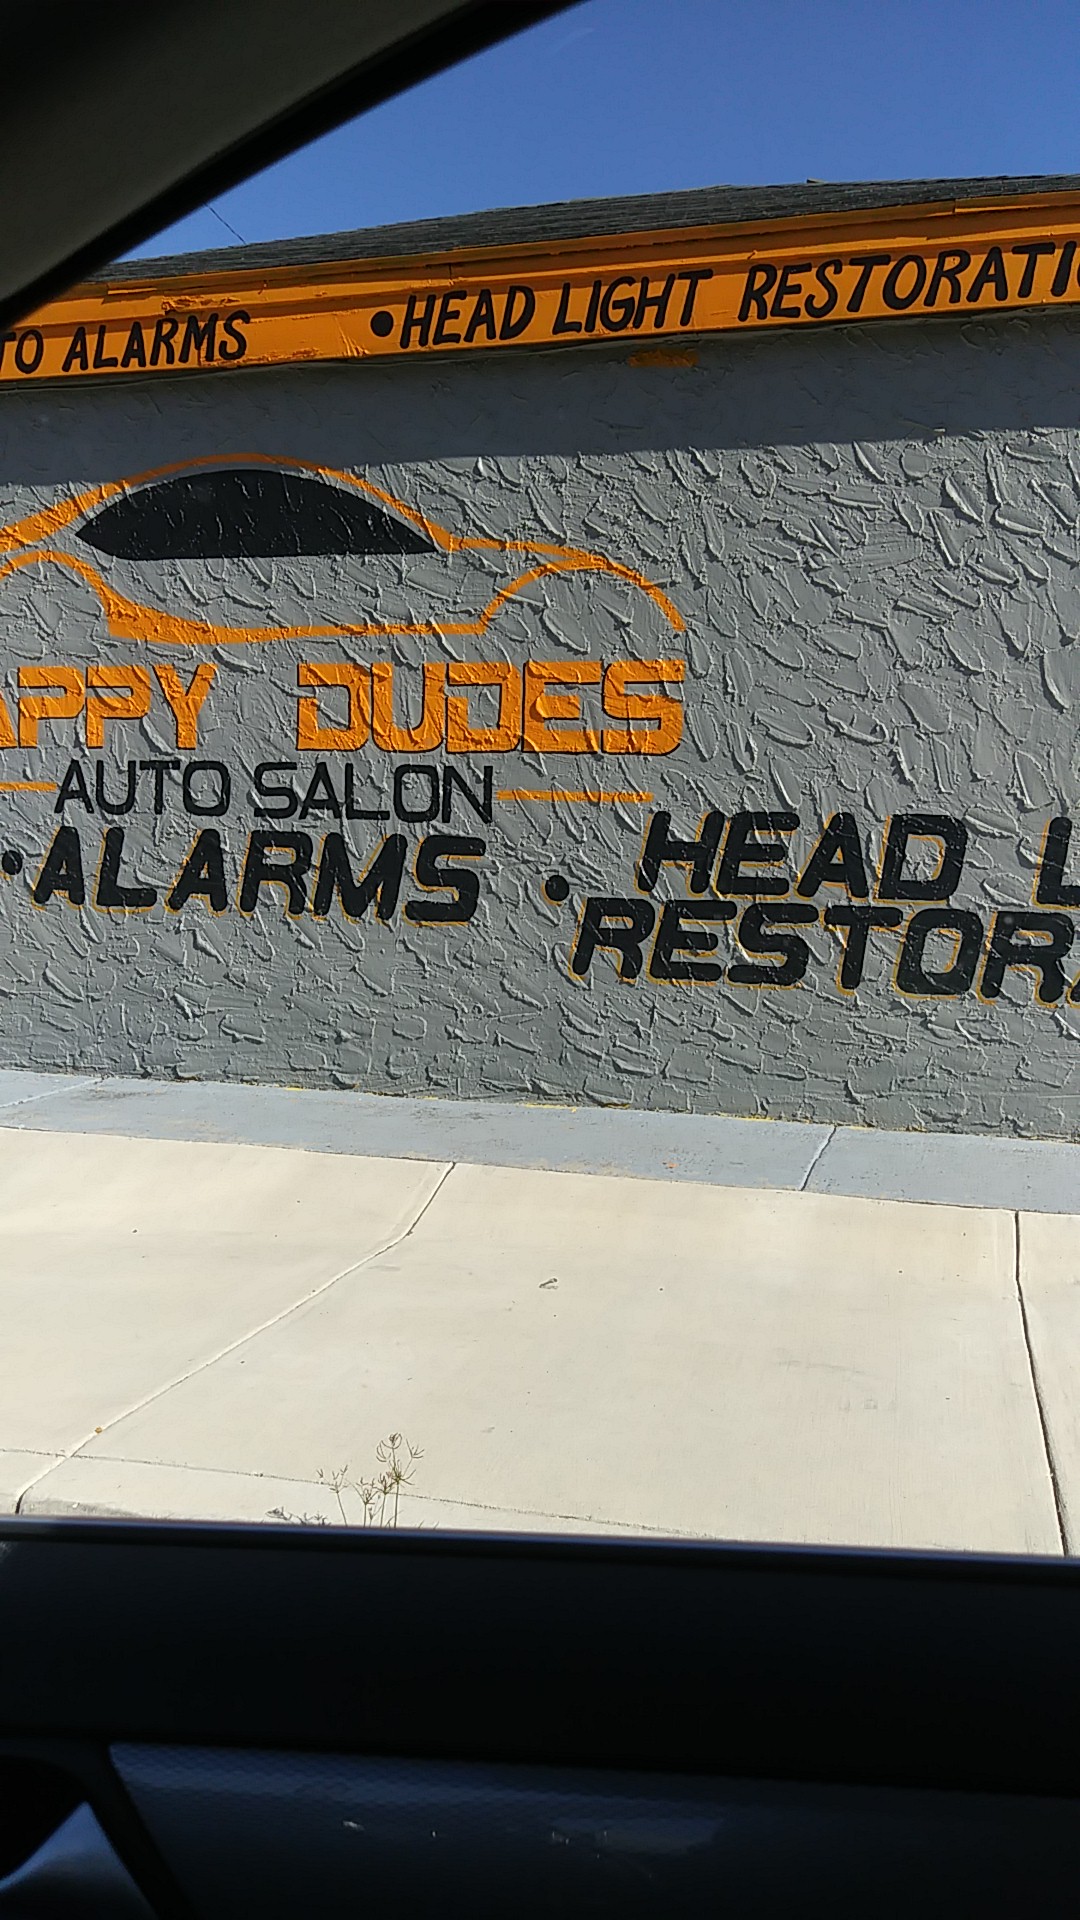 TO ALARMS •HEAD LIGHT RESTORATI
APPY DUDES
AUTO SALON
•ALARMS • HEAD L
RESTOR